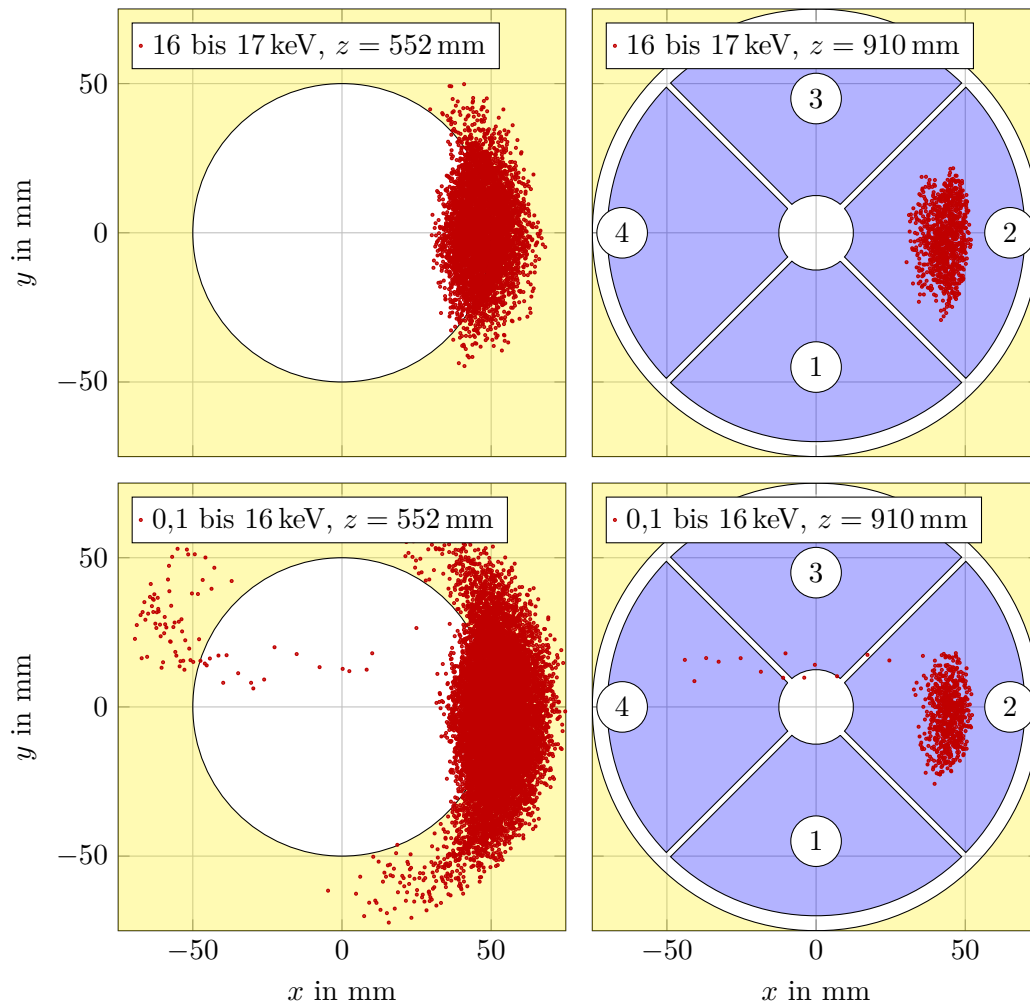 16 bis 17 keV, z = 552 mm
16 bis 17 keV, z = 910 mm
50
0
−50
y in mm
3
4
2
1
0,1 bis 16 keV, z = 552 mm
0,1 bis 16 keV, z = 910 mm
50
0
−50
y in mm
3
4
2
1
−50
0
50
−50
0
50
x in mm
x in mm